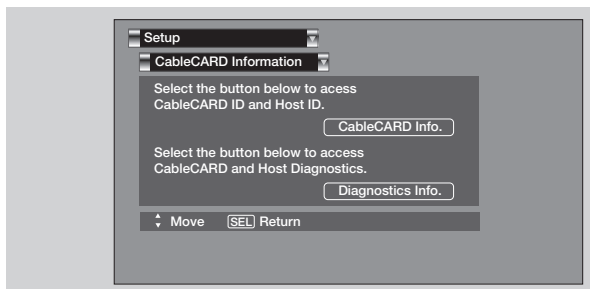 Setup
CableCARD Information
Select the button below to acess
CableCARD ID and Host ID.
CableCARD Info.
Select the button below to access
CableCARD and Host Diagnostics.
Diagnostics Info.
Move SEL Return